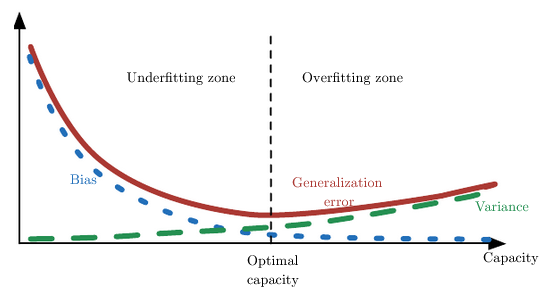 Underfitting zone
Overfitting zone
Bias
Generalization
error
Variance
Optimal
capacity
Capacity